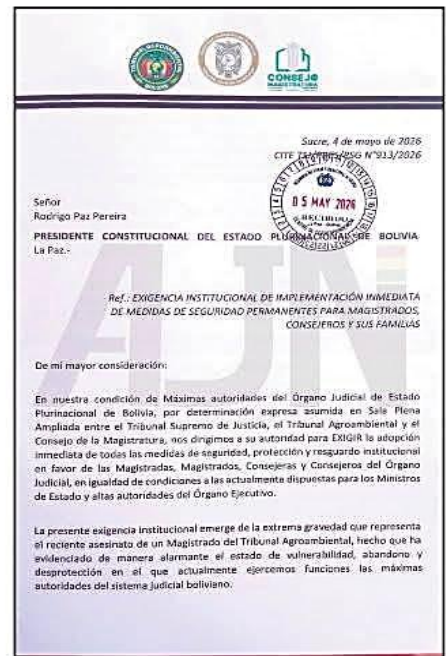 CONSEJO
MAGISTRATURA
Sucre, 4 de mayo de 2026
CITE TSJ/PRES/RSG N°913/2026
Señor
Rodrigo Paz Pereira
05 MAY 2026
RECIBIDO
PRESIDENTE CONSTITUCIONAL DEL ESTADO PLURINACIONAL DE BOLIVIA
La Paz.-
Ref.: EXIGENCIA INSTITUCIONAL DE IMPLEMENTACIÓN INMEDIATA
DE MEDIDAS DE SEGURIDAD PERMANENTES PARA MAGISTRADOS,
CONSEJEROS Y SUS FAMILIAS
AJN
De mi mayor consideración:
En nuestra condición de Máximas autoridades del Órgano Judicial de Estado
Plurinacional de Bolivia, por determinación expresa asumida en Sala Plena
Ampliada entre el Tribunal Supremo de Justicia, el Tribunal Agroambiental y el
Consejo de la Magistratura, nos dirigimos a su autoridad para EXIGIR la adopción
inmediata de todas las medidas de seguridad, protección y resguardo institucional
en favor de las Magistradas, Magistrados, Consejeras y Consejeros del Órgano
Judicial, en igualdad de condiciones a las actualmente dispuestas para los Ministros
de Estado y altas autoridades del Órgano Ejecutivo.
La presente exigencia institucional emerge de la extrema gravedad que representa
el reciente asesinato de un Magistrado del Tribunal Agroambiental, hecho que ha
evidenciado de manera alarmante el estado de vulnerabilidad, abandono y
desprotección en el que actualmente ejercemos funciones las máximas
autoridades del sistema judicial boliviano.